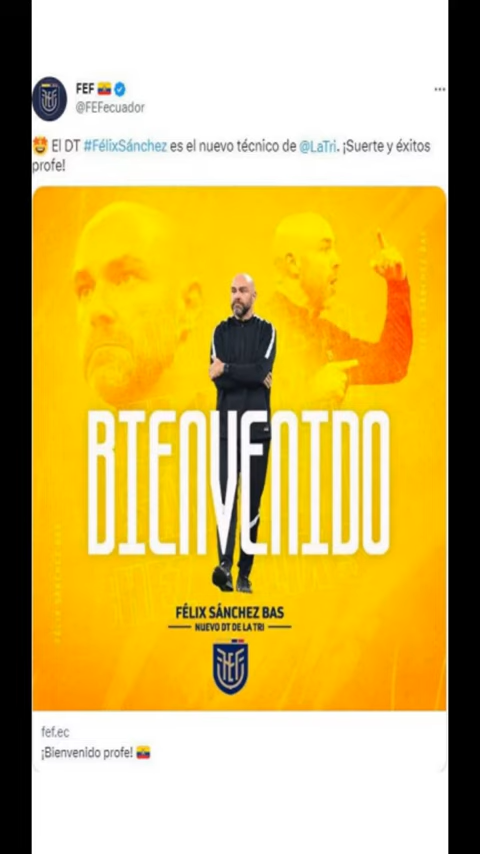 FEF 🇪🇨
@FEFecuador
🤩 El DT #FélixSánchez es el nuevo técnico de @LaTri. ¡Suerte y éxitos
profe!
BIENVENIDO
FÉLIX SÁNCHEZ BAS
NUEVO DT DE LA TRI
FEF
fef.ec
¡Bienvenido profe! 🇪🇨